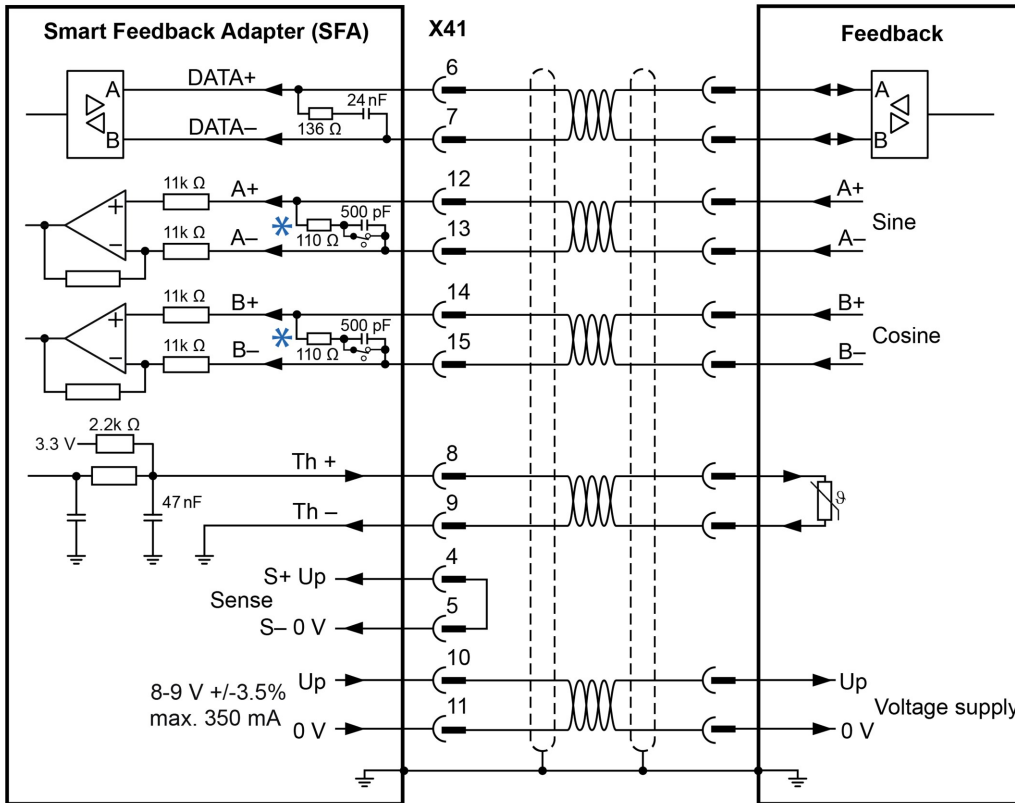 Smart Feedback Adapter (SFA)
X41
Feedback
A
B
DATA+
DATA–
24 nF
136 Ω
6
7
A
B
+
–
11k Ω
11k Ω
A+
A–
*
500 pF
110 Ω
12
13
A+
A–
Sine
+
–
11k Ω
11k Ω
B+
B–
*
500 pF
110 Ω
14
15
B+
B–
Cosine
2.2k Ω
3.3 V
47 nF
Th +
Th –
8
9
ϑ
S+ Up
Sense
S– 0 V
4
5
8-9 V +/-3.5%
max. 350 mA
Up
0 V
10
11
Up
0 V
Voltage supply